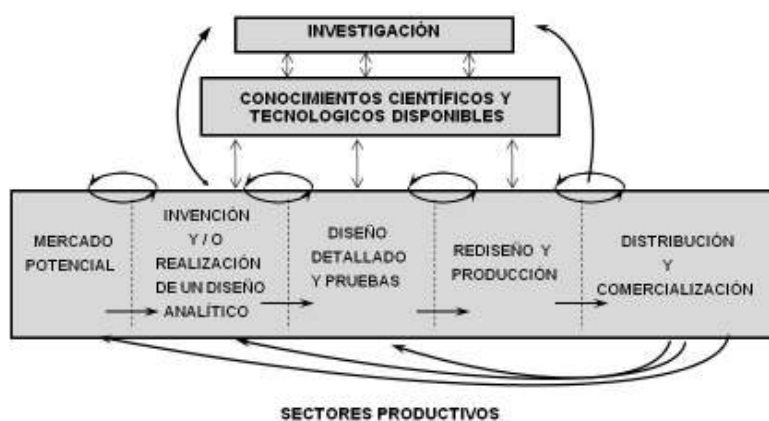 INVESTIGACIÓN
CONOCIMIENTOS CIENTÍFICOS Y
TECNOLOGICOS DISPONIBLES
MERCADO
POTENCIAL
INVENCIÓN
Y / O
REALIZACIÓN
DE UN DISEÑO
ANALÍTICO
DISEÑO
DETALLADO
Y PRUEBAS
REDISEÑO Y
PRODUCCIÓN
DISTRIBUCIÓN
Y
COMERCIALIZACIÓN
SECTORES PRODUCTIVOS